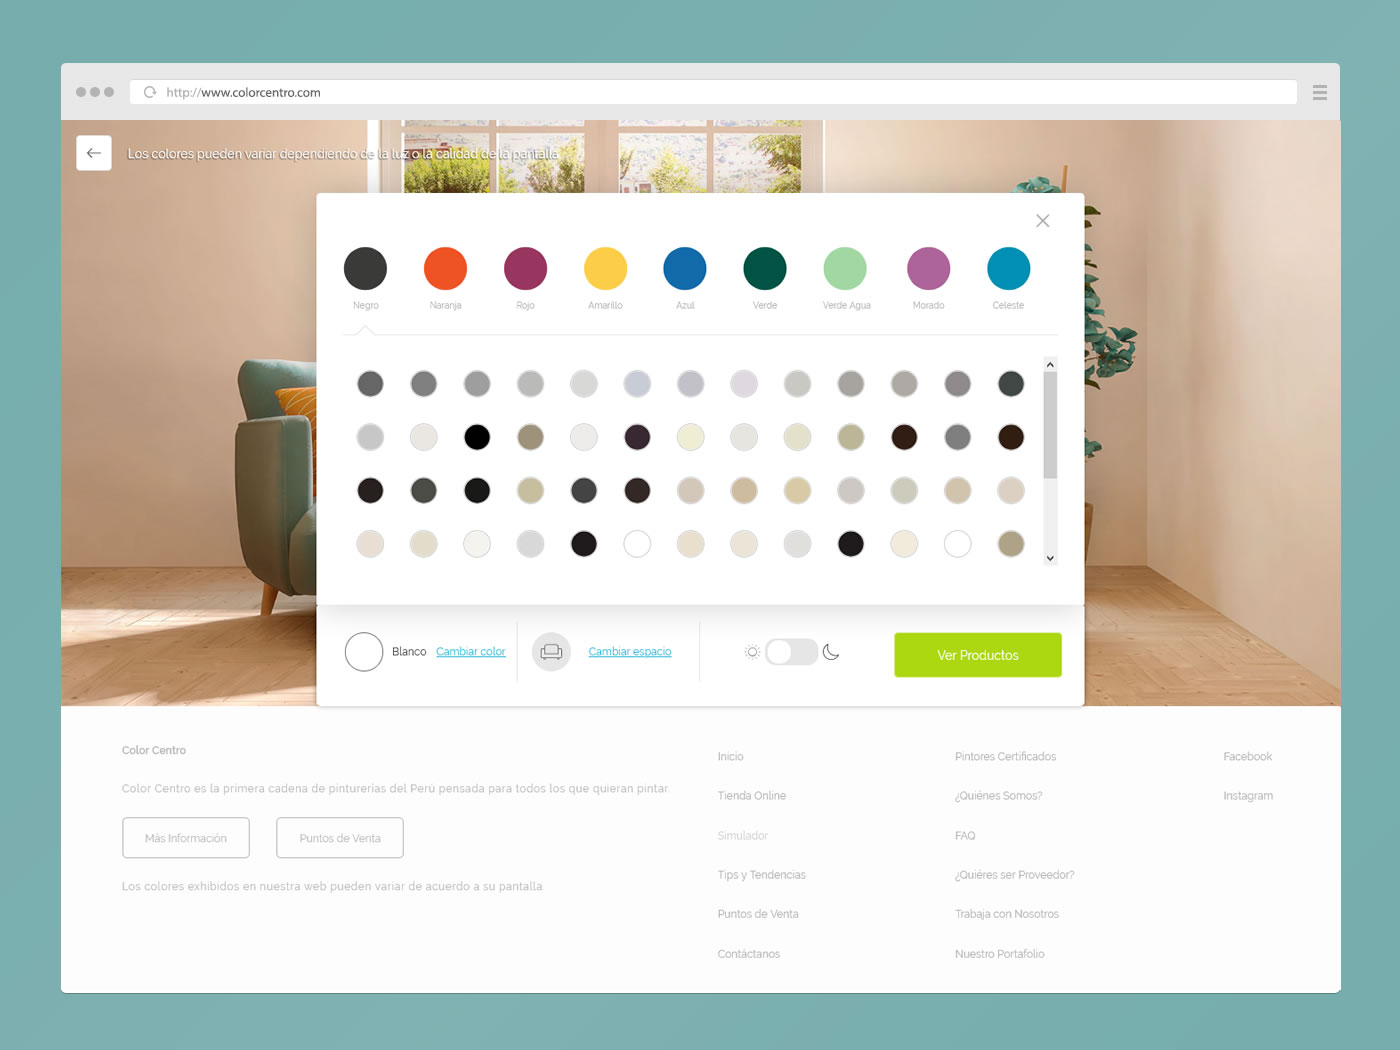 http://www.colorcentro.com
Los colores pueden variar dependiendo de la luz o la calidad de la pantalla
Negro
Naranja
Rojo
Amarillo
Azul
Verde
Verde Agua
Morado
Celeste
Blanco
Cambiar color
Cambiar espacio
Ver Productos
Color Centro
Color Centro es la primera cadena de pinturerías del Perú pensada para todos los que quieran pintar.
Más Información
Puntos de Venta
Los colores exhibidos en nuestra web pueden variar de acuerdo a su pantalla
Inicio
Tienda Online
Simulador
Tips y Tendencias
Puntos de Venta
Contáctanos
Pintores Certificados
¿Quiénes Somos?
FAQ
¿Quiéres ser Proveedor?
Trabaja con Nosotros
Nuestro Portafolio
Facebook
Instagram